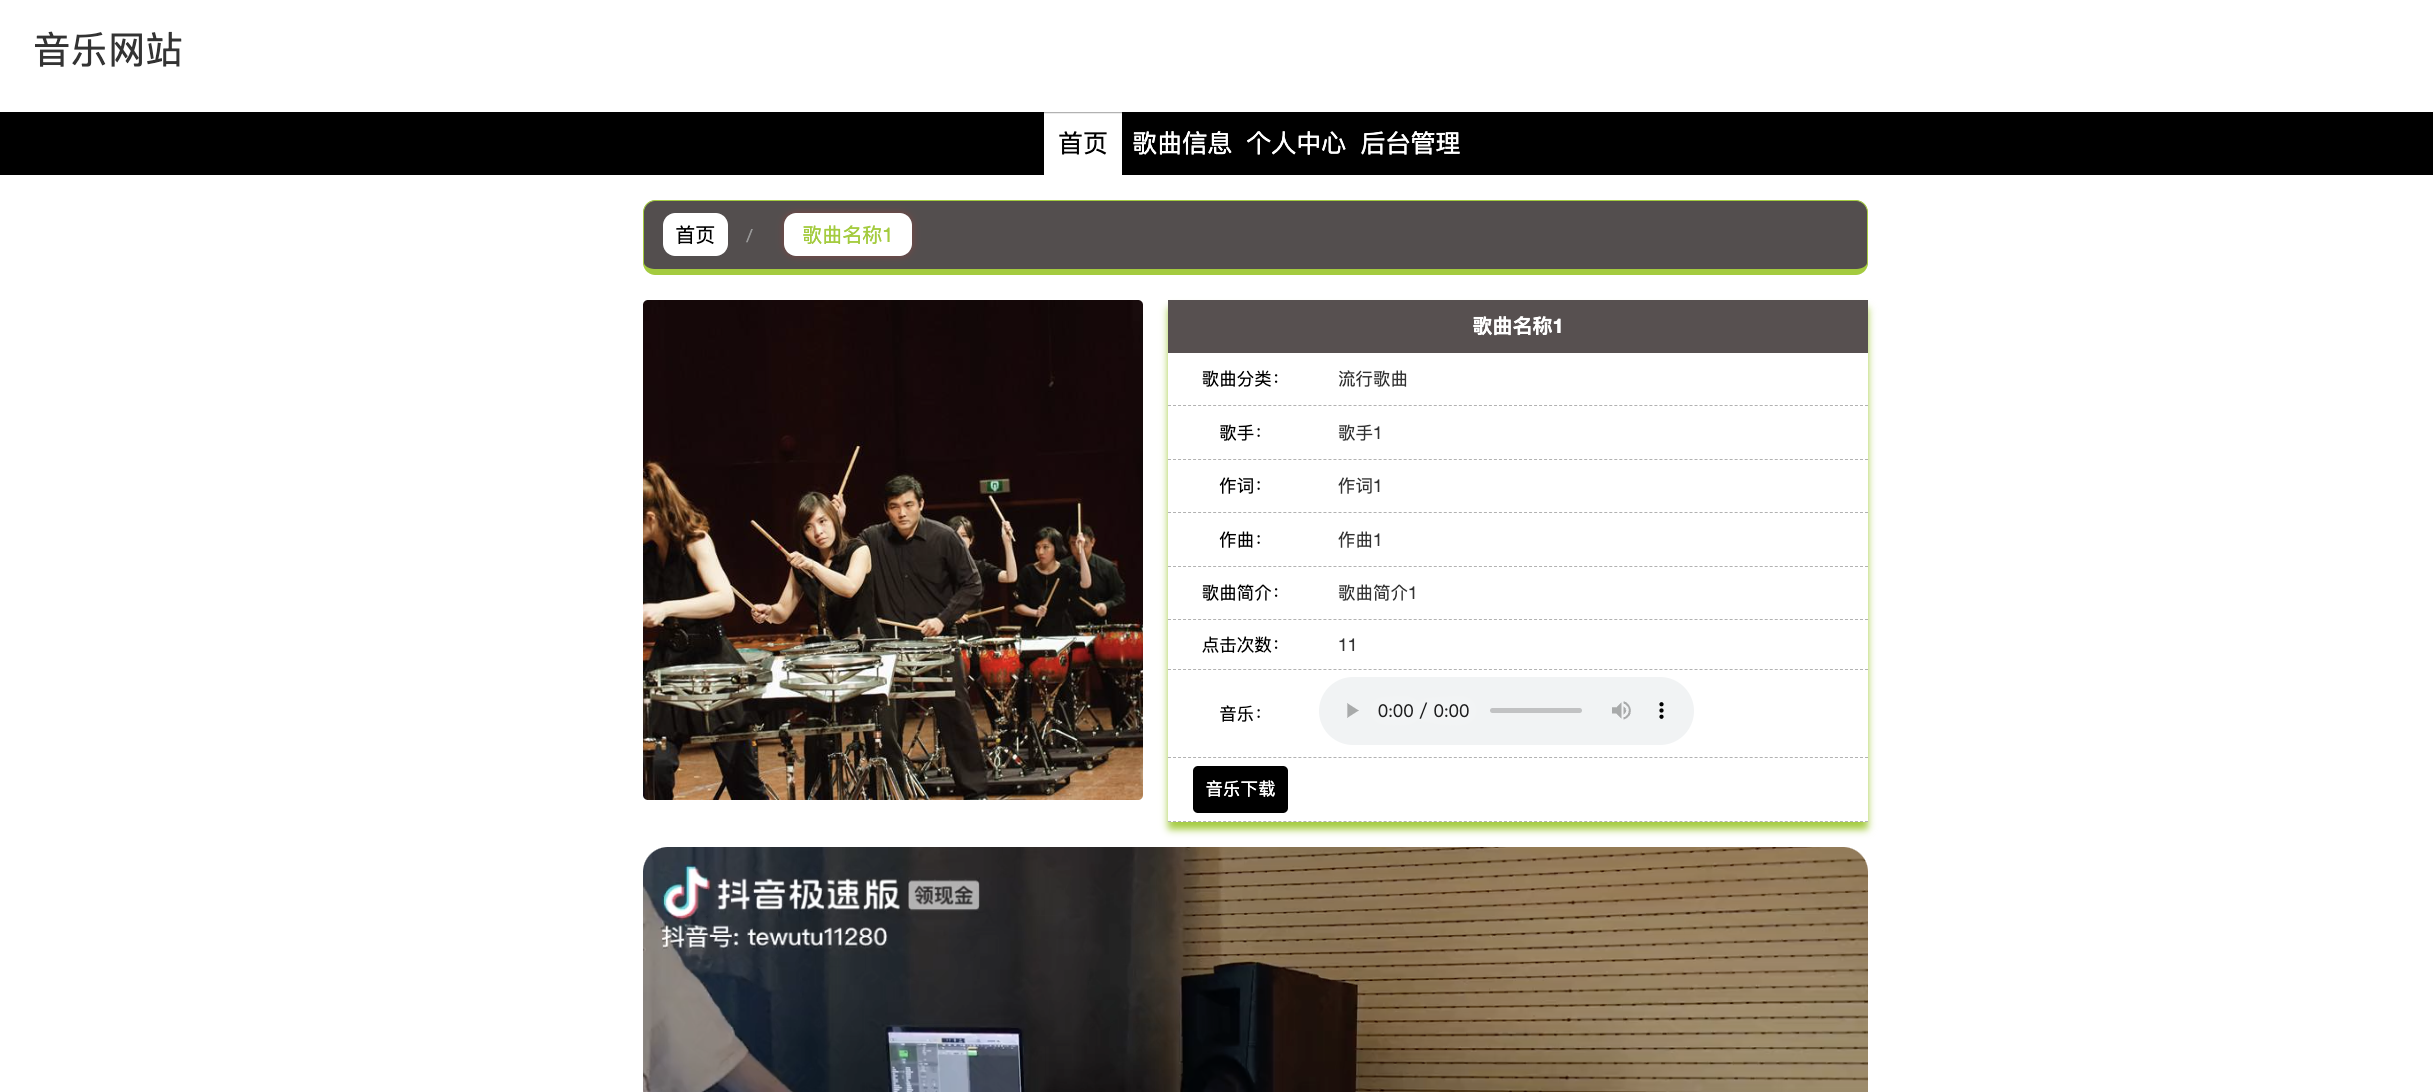 音乐网站
首页 歌曲信息 个人中心 后台管理
首页 / 歌曲名称1
歌曲名称1
歌曲分类： 流行歌曲
歌手： 歌手1
作词： 作词1
作曲： 作曲1
歌曲简介： 歌曲简介1
点击次数： 11
音乐： 0:00 / 0:00
音乐下载
抖音极速版 领现金
抖音号: tewutu11280